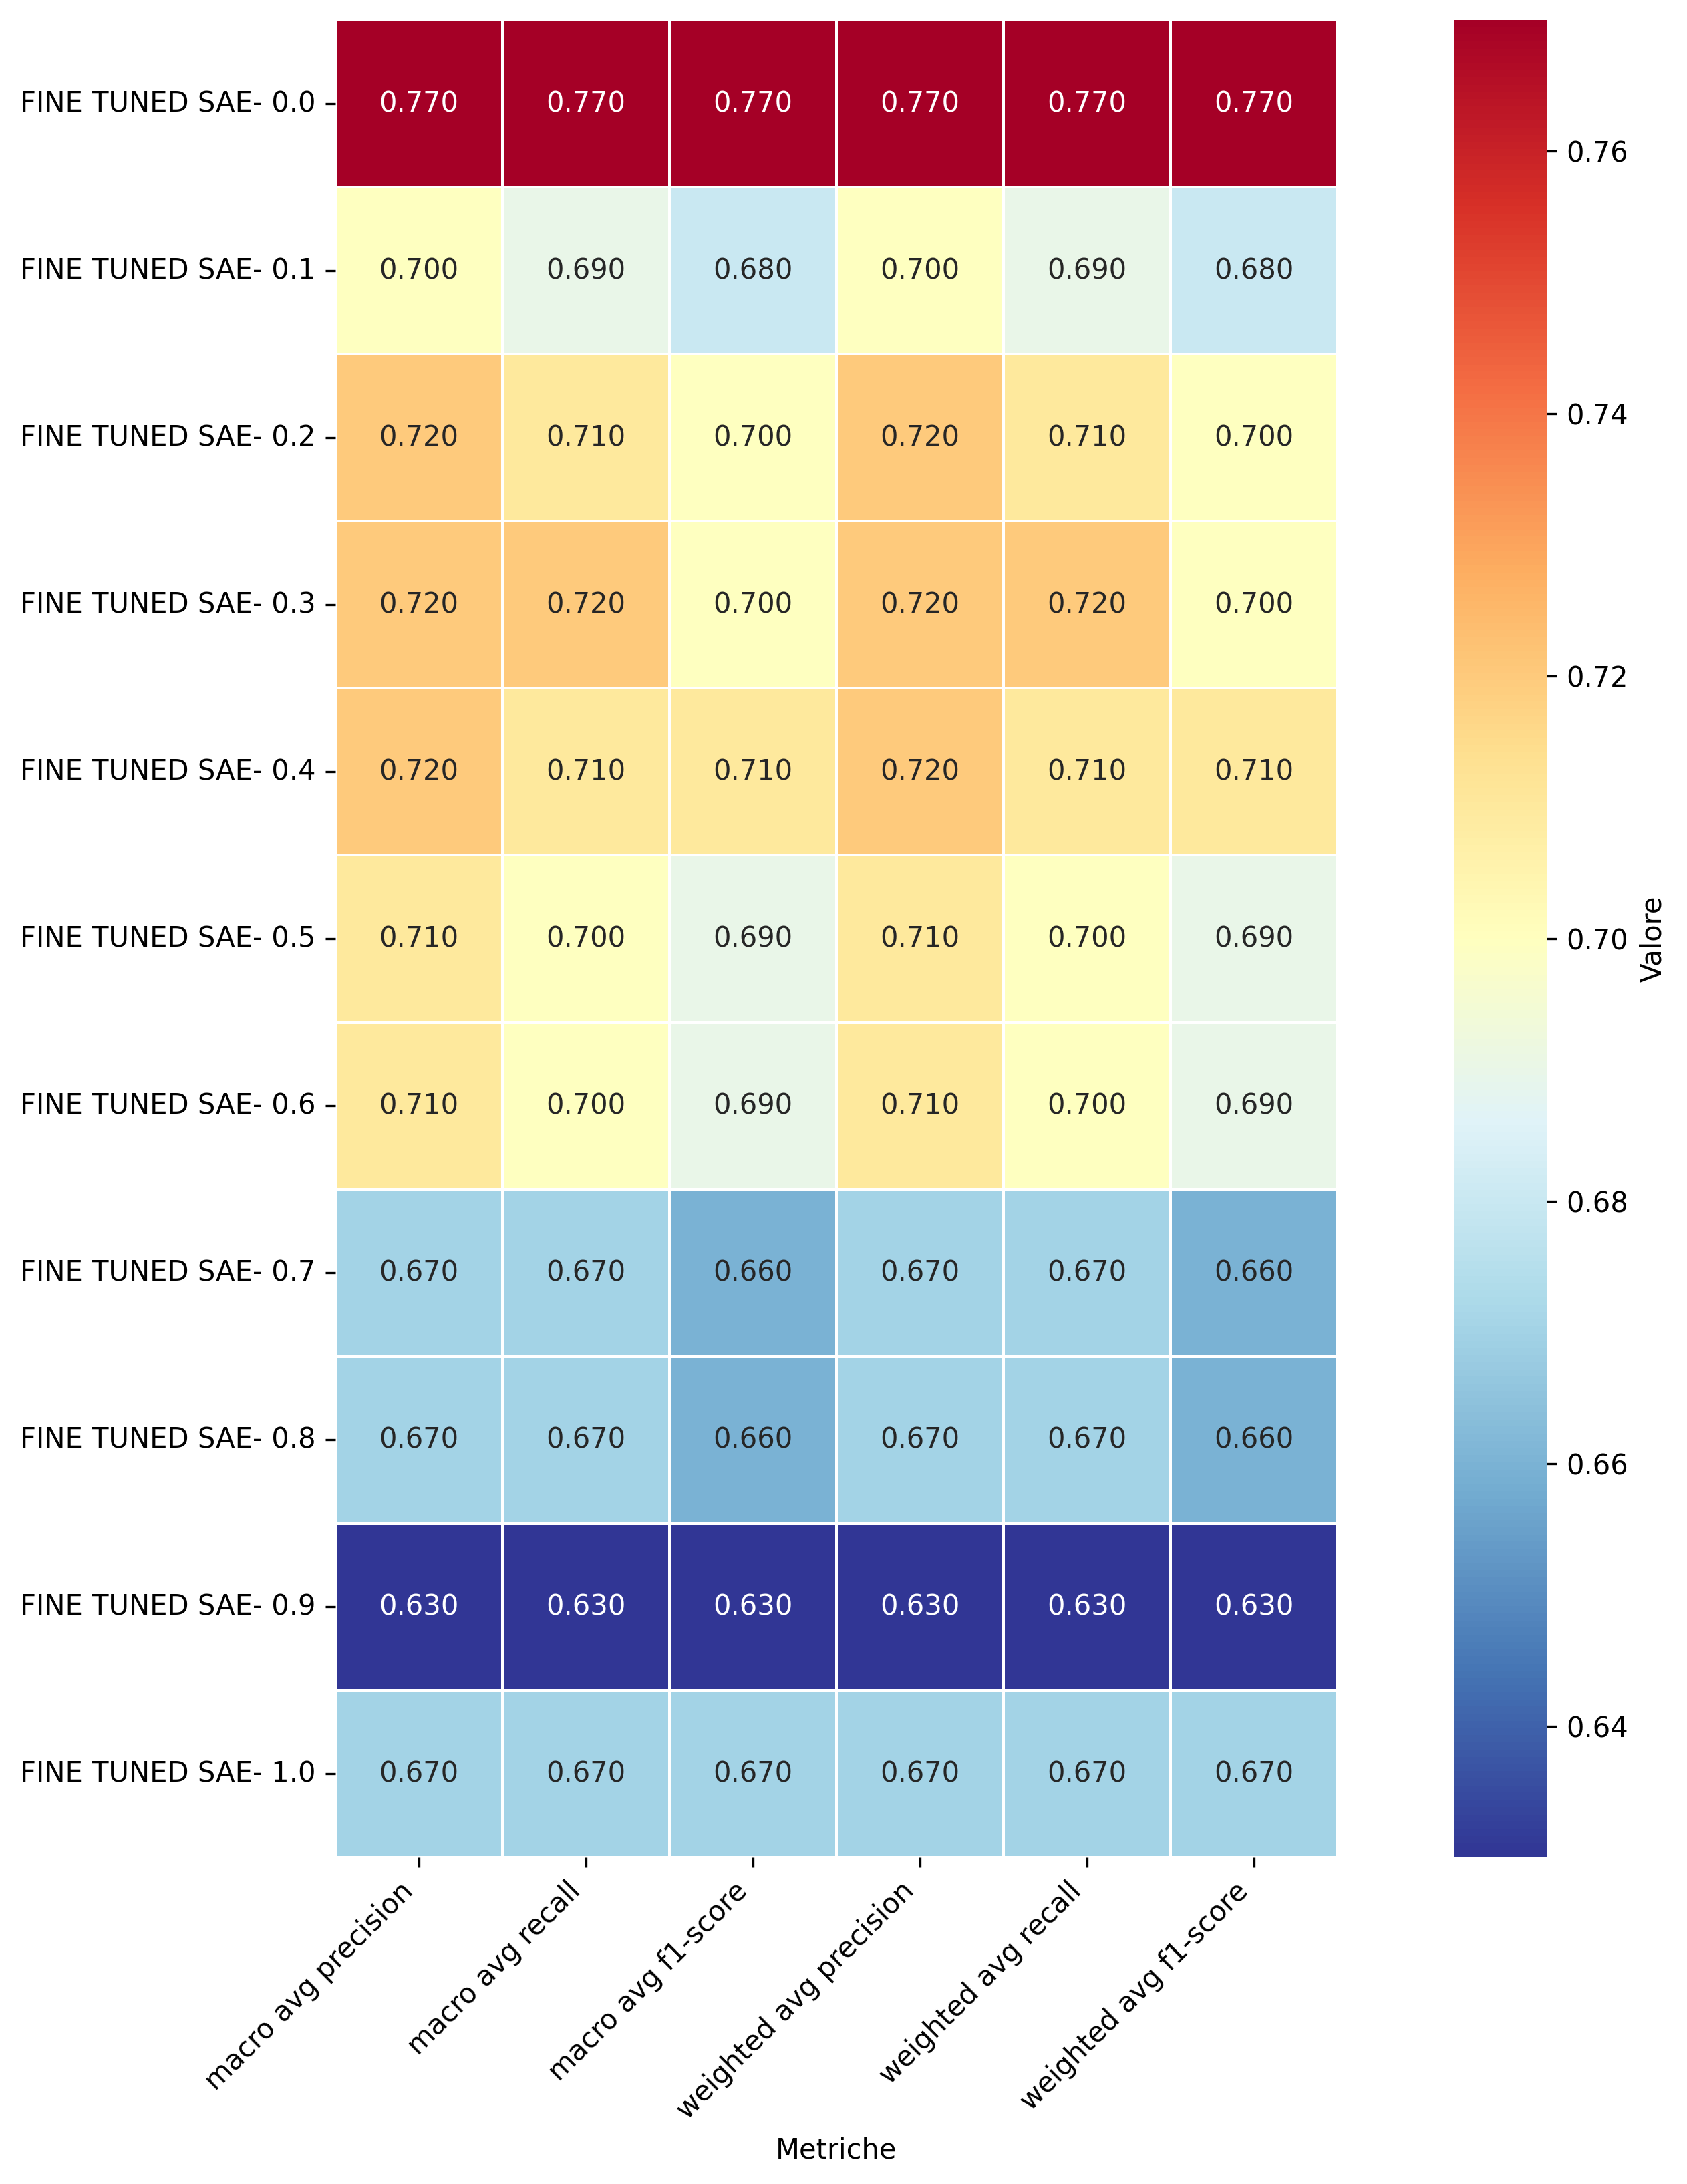 FINE TUNED SAE- 0.0 0.770 0.770 0.770 0.770 0.770 0.770
FINE TUNED SAE- 0.1 0.700 0.690 0.680 0.700 0.690 0.680
FINE TUNED SAE- 0.2 0.720 0.710 0.700 0.720 0.710 0.700
FINE TUNED SAE- 0.3 0.720 0.720 0.700 0.720 0.720 0.700
FINE TUNED SAE- 0.4 0.720 0.710 0.710 0.720 0.710 0.710
FINE TUNED SAE- 0.5 0.710 0.700 0.690 0.710 0.700 0.690
FINE TUNED SAE- 0.6 0.710 0.700 0.690 0.710 0.700 0.690
FINE TUNED SAE- 0.7 0.670 0.670 0.660 0.670 0.670 0.660
FINE TUNED SAE- 0.8 0.670 0.670 0.660 0.670 0.670 0.660
FINE TUNED SAE- 0.9 0.630 0.630 0.630 0.630 0.630 0.630
FINE TUNED SAE- 1.0 0.670 0.670 0.670 0.670 0.670 0.670
macro avg precision
macro avg recall
macro avg f1-score
weighted avg precision
weighted avg recall
weighted avg f1-score
Metriche
0.76
0.74
0.72
0.70
0.68
0.66
0.64
Valore